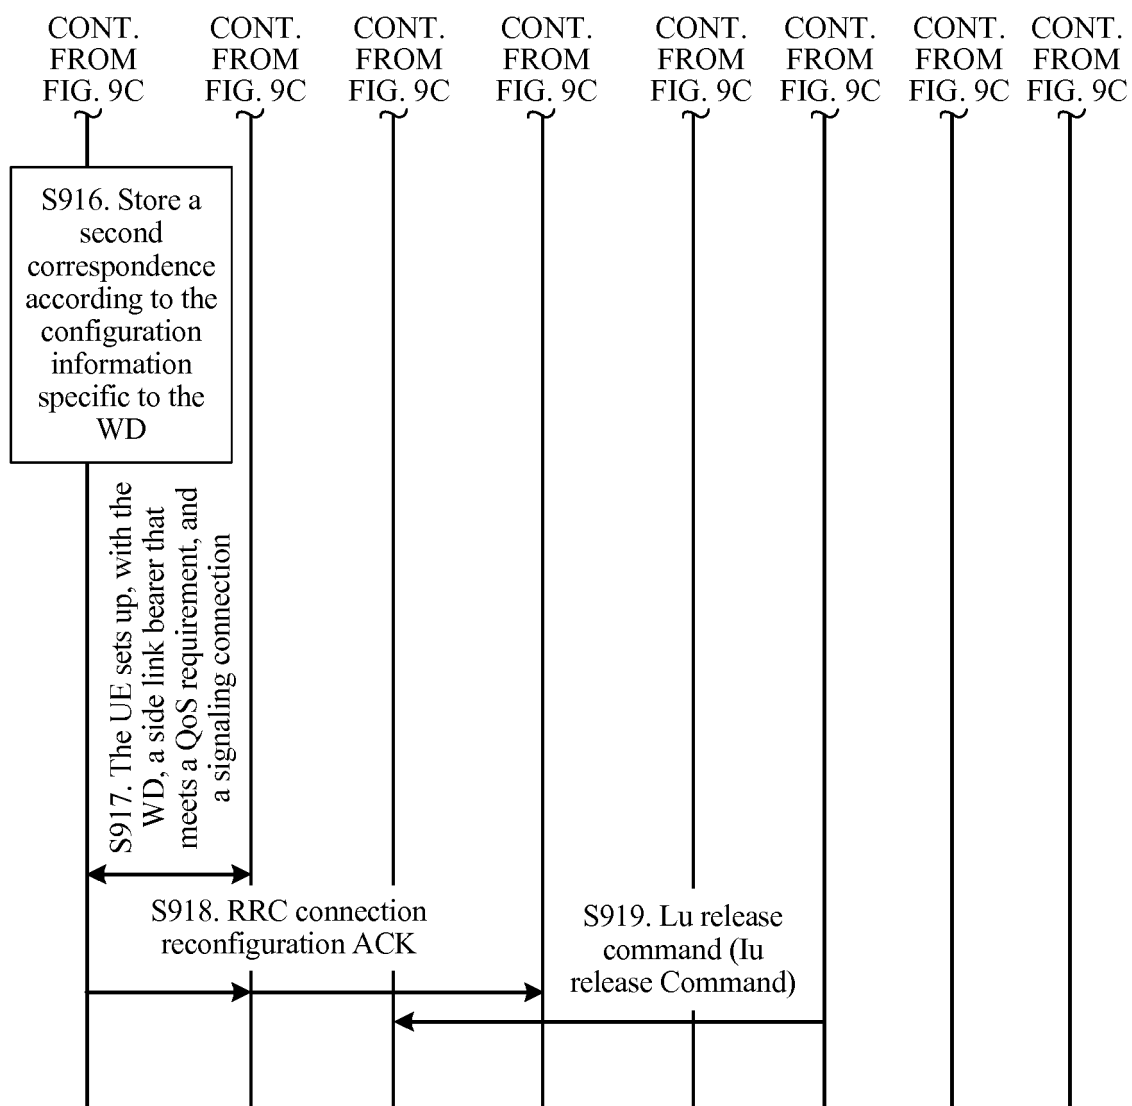 CONT. FROM FIG. 9C
CONT. FROM FIG. 9C
CONT. FROM FIG. 9C
CONT. FROM FIG. 9C
CONT. FROM FIG. 9C
CONT. FROM FIG. 9C
CONT. FROM FIG. 9C
CONT. FROM FIG. 9C
S916. Store a
second
correspondence
according to the
configuration
information
specific to the
WD
S917. The UE sets up, with the
WD, a side link bearer that
meets a QoS requirement, and
a signaling connection
S918. RRC connection
reconfiguration ACK
S919. Lu release
command (Iu
release Command)